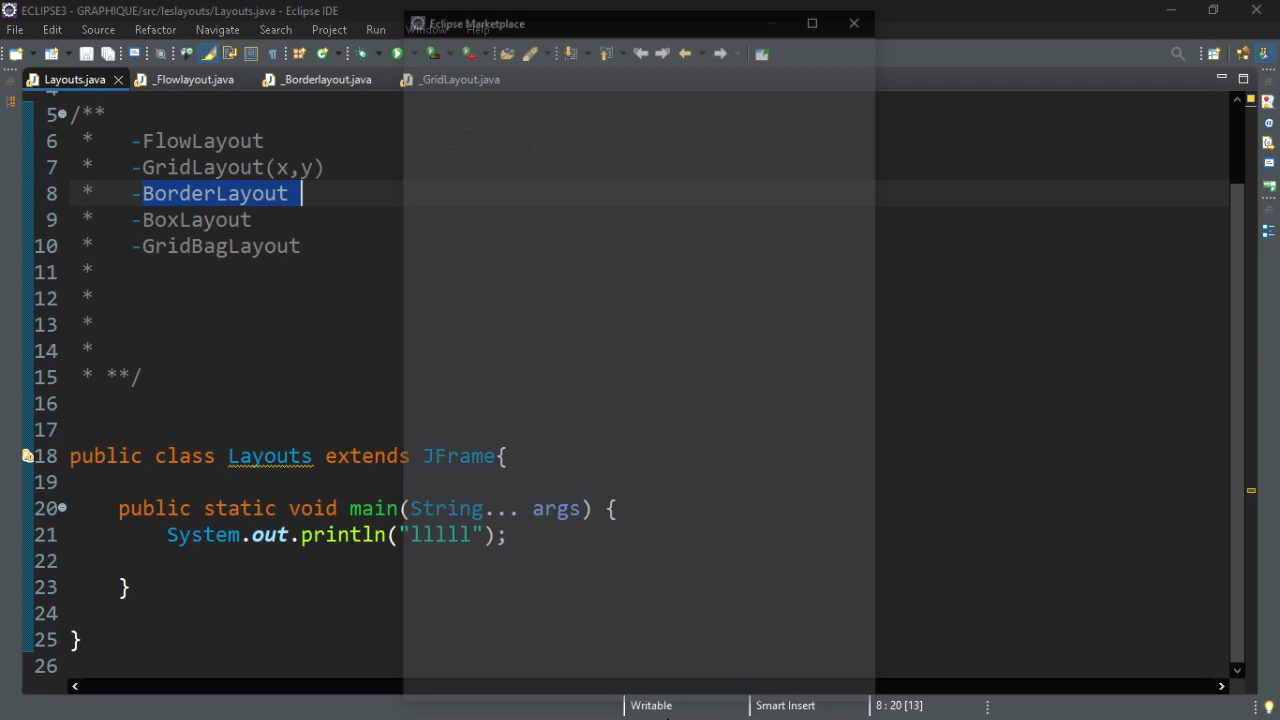 ECLIPSE3 - GRAPHIQUE/src/leslayouts/Layouts.java - Eclipse IDE
Eclipse Marketplace
File Edit Source Refactor Navigate Search Project Run Window Help
Layouts.java _Flowlayout.java _Borderlayout.java _GridLayout.java
5 /**
6 * -FlowLayout
7 * -GridLayout(x,y)
8 * -BorderLayout
9 * -BoxLayout
10 * -GridBagLayout
11 *
12 *
13 *
14 *
15 * **/
16
17
18 public class Layouts extends JFrame{
19
20 public static void main(String... args) {
21 System.out.println("lllll");
22
23 }
24
25 }
26
Writable Smart Insert 8 : 20 [13]